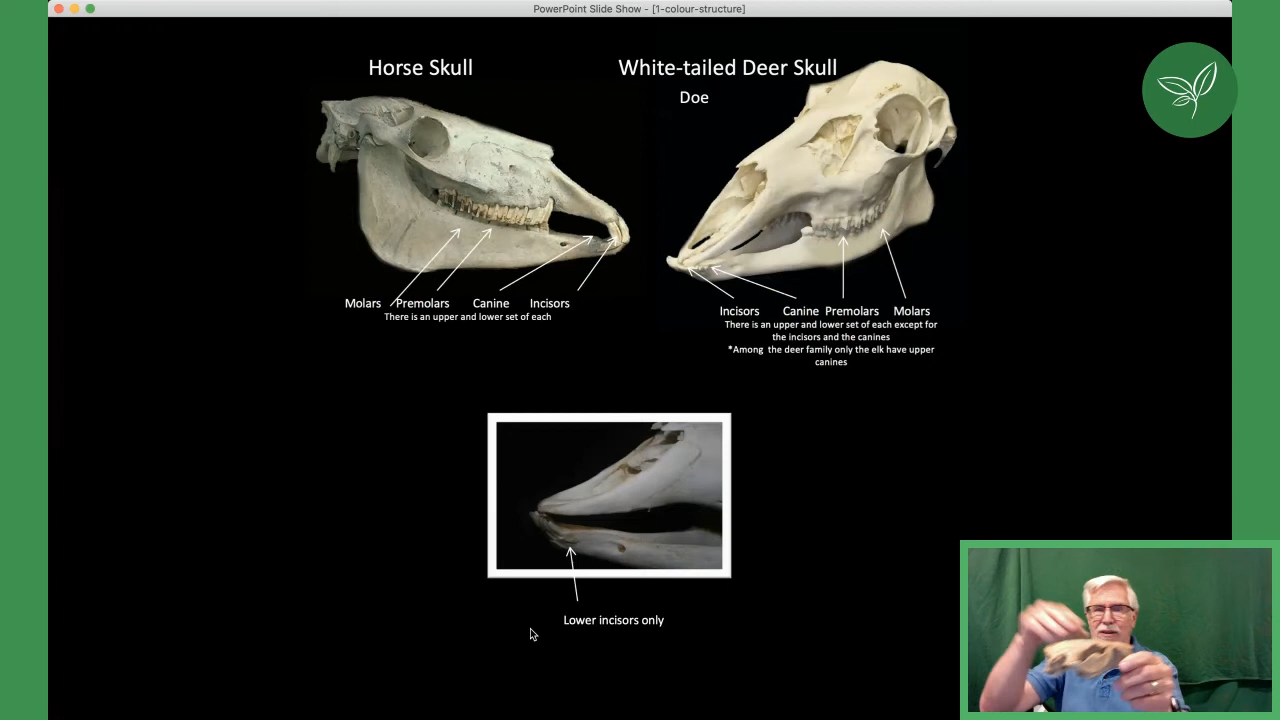 PowerPoint Slide Show - [1-colour-structure]
Horse Skull
White-tailed Deer Skull
Doe
Molars Premolars Canine Incisors
There is an upper and lower set of each
Incisors Canine Premolars Molars
There is an upper and lower set of each except for
the incisors and the canines
*Among the deer family only the elk have upper
canines
Lower incisors only